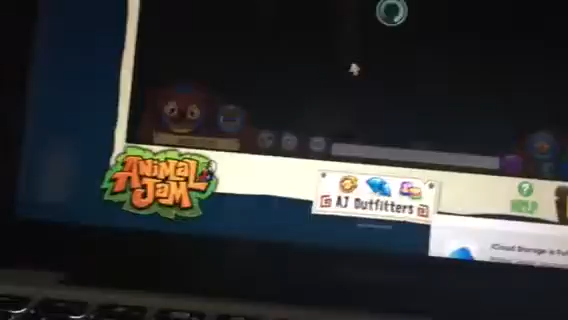 ANIMAL
JAM
AJ Outfitters
HELP
iCloud Storage is Full